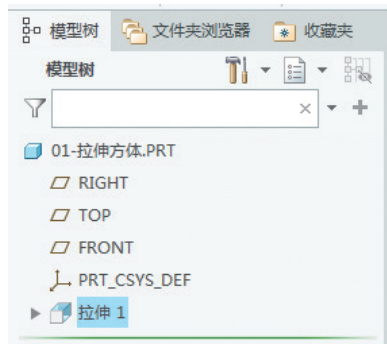 模型树 文件夹浏览器 收藏夹
模型树
01-拉伸方体.PRT
RIGHT
TOP
FRONT
PRT_CSYS_DEF
拉伸 1